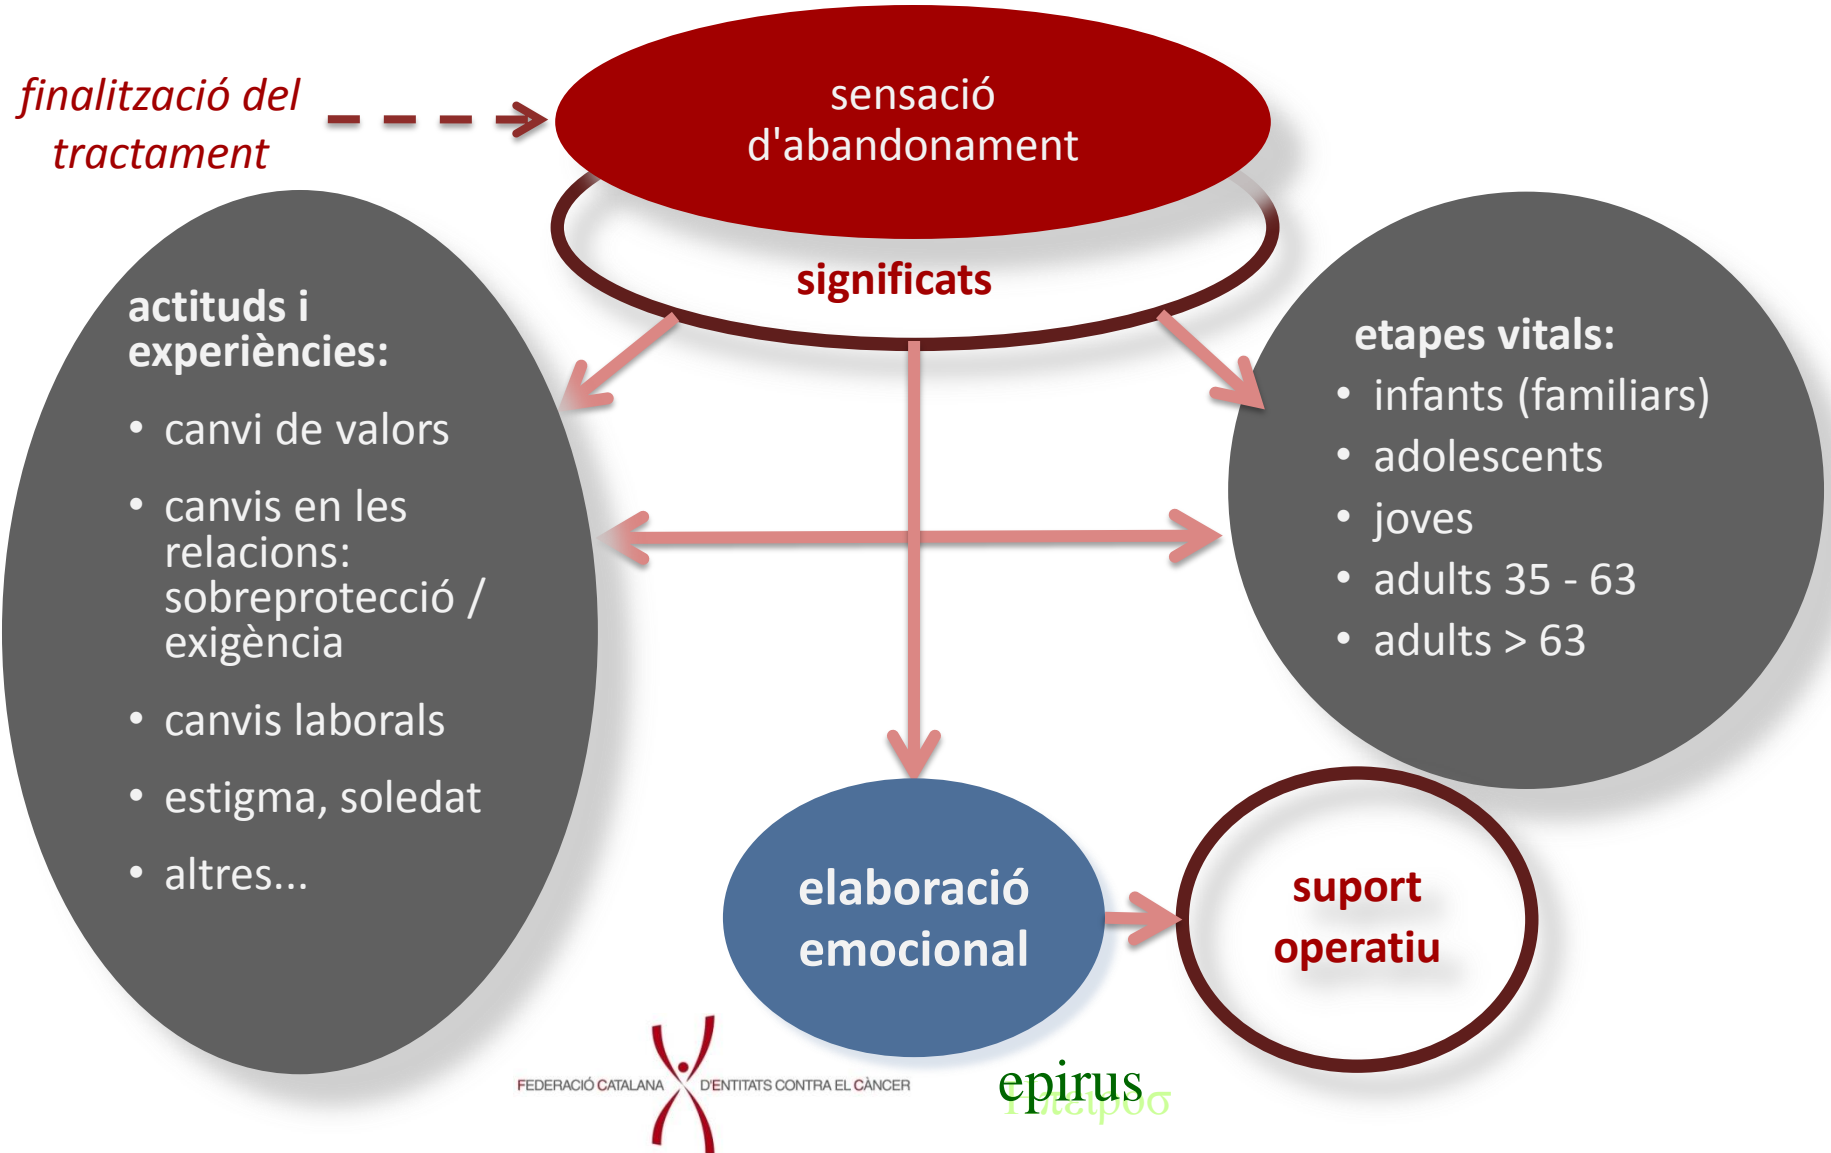 finalització del
tractament
sensació
d'abandonament
significats
actituds i
experiències:
• canvi de valors
• canvis en les
relacions:
sobreprotecció /
exigència
• canvis laborals
• estigma, soledat
• altres...
etapes vitals:
• infants (familiars)
• adolescents
• joves
• adults 35 - 63
• adults > 63
elaboració
emocional
suport
operatiu
FEDERACIÓ CATALANA D'ENTITATS CONTRA EL CÀNCER
epirus